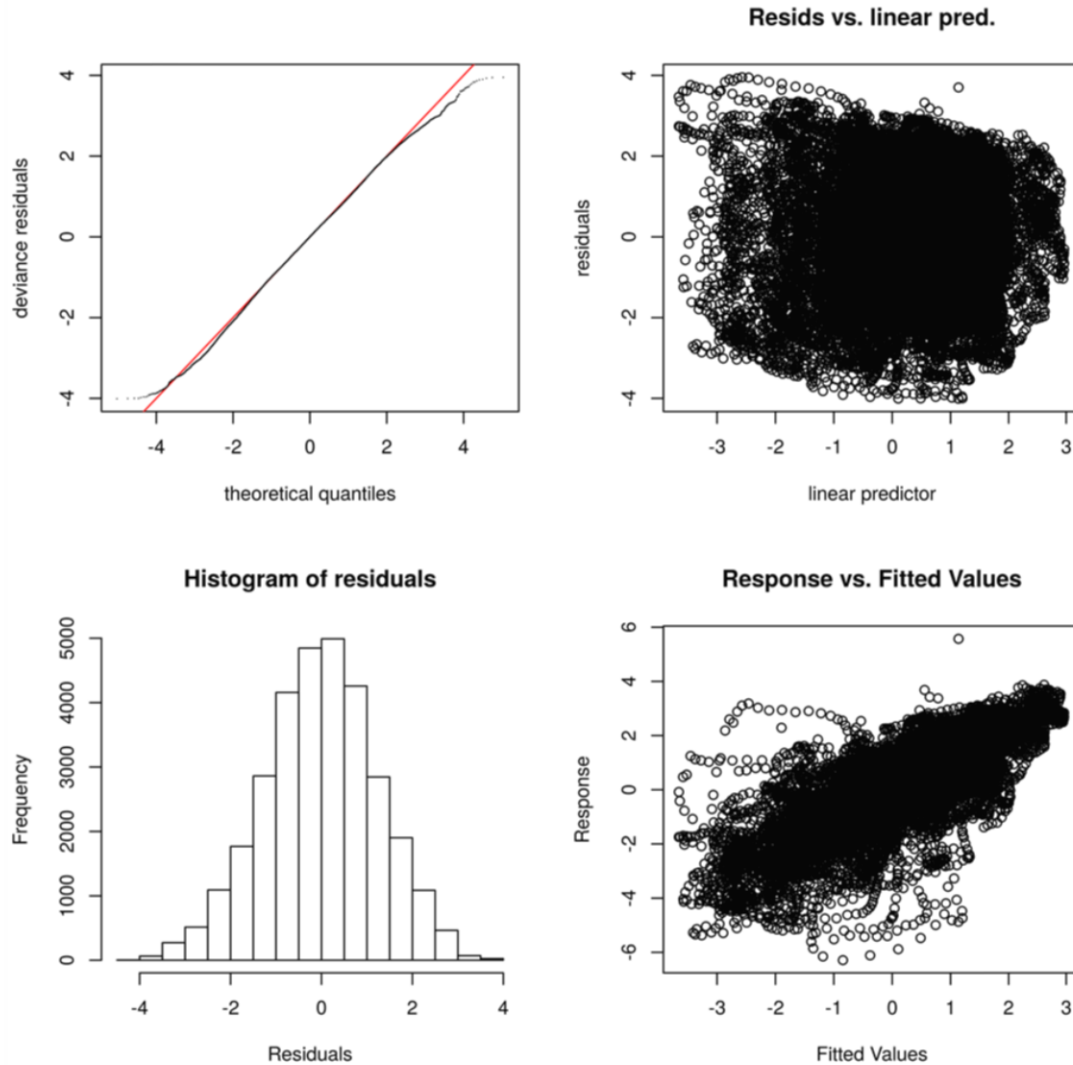 deviance residuals
4
2
0
-2
-4
-4 -2 0 2 4
theoretical quantiles
Resids vs. linear pred.
residuals
4
2
0
-2
-4
-3 -2 -1 0 1 2 3
linear predictor
Histogram of residuals
Frequency
5000
4000
3000
2000
1000
0
-4 -2 0 2 4
Residuals
Response vs. Fitted Values
Response
6
4
2
0
-2
-4
-6
-3 -2 -1 0 1 2 3
Fitted Values